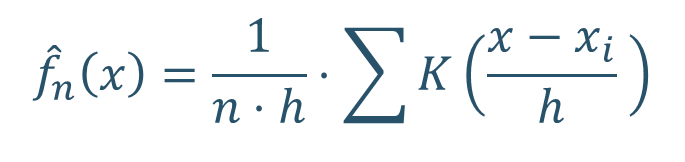 f̂ₙ(x) = 1/(n · h) · ∑ K((x − xᵢ)/h)